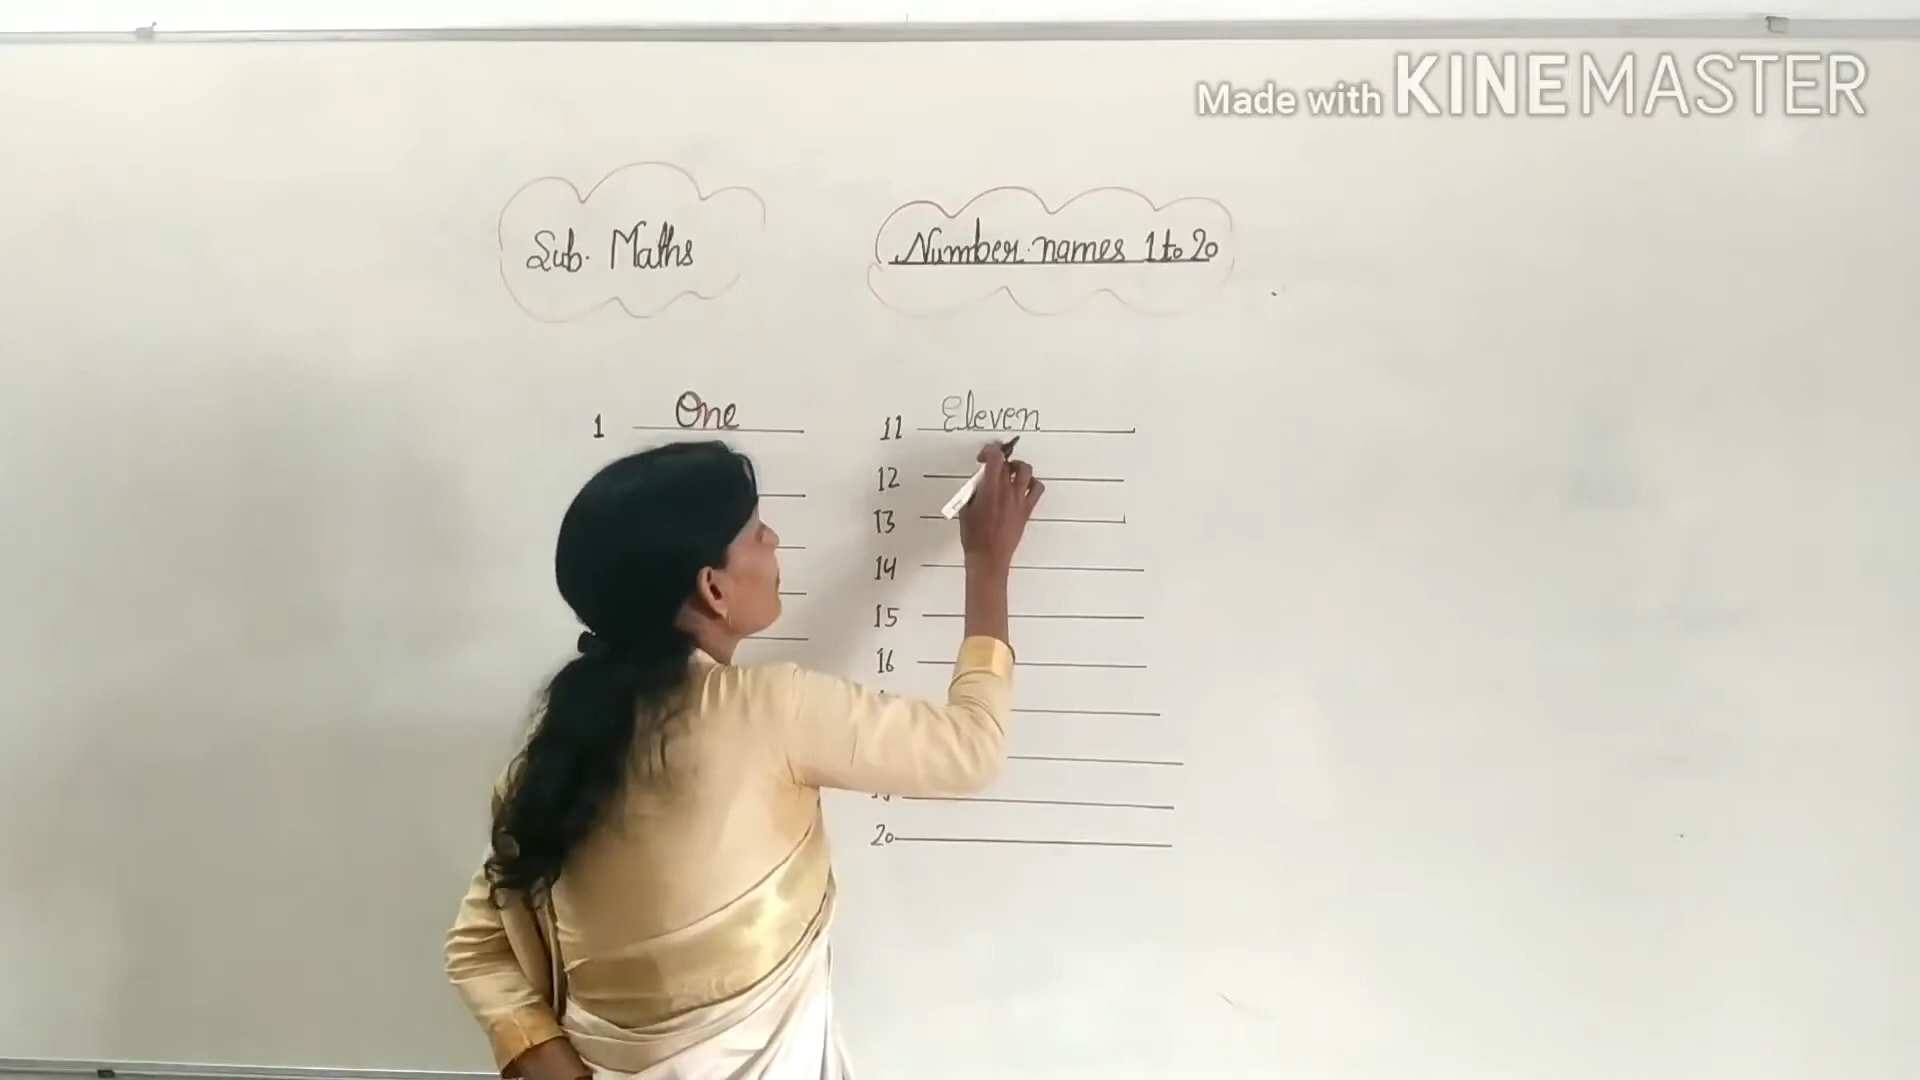 Made with KINEMASTER
Sub. Maths
Number names 1 to 20
1 One
11 Eleven
12
13
14
15
16
20